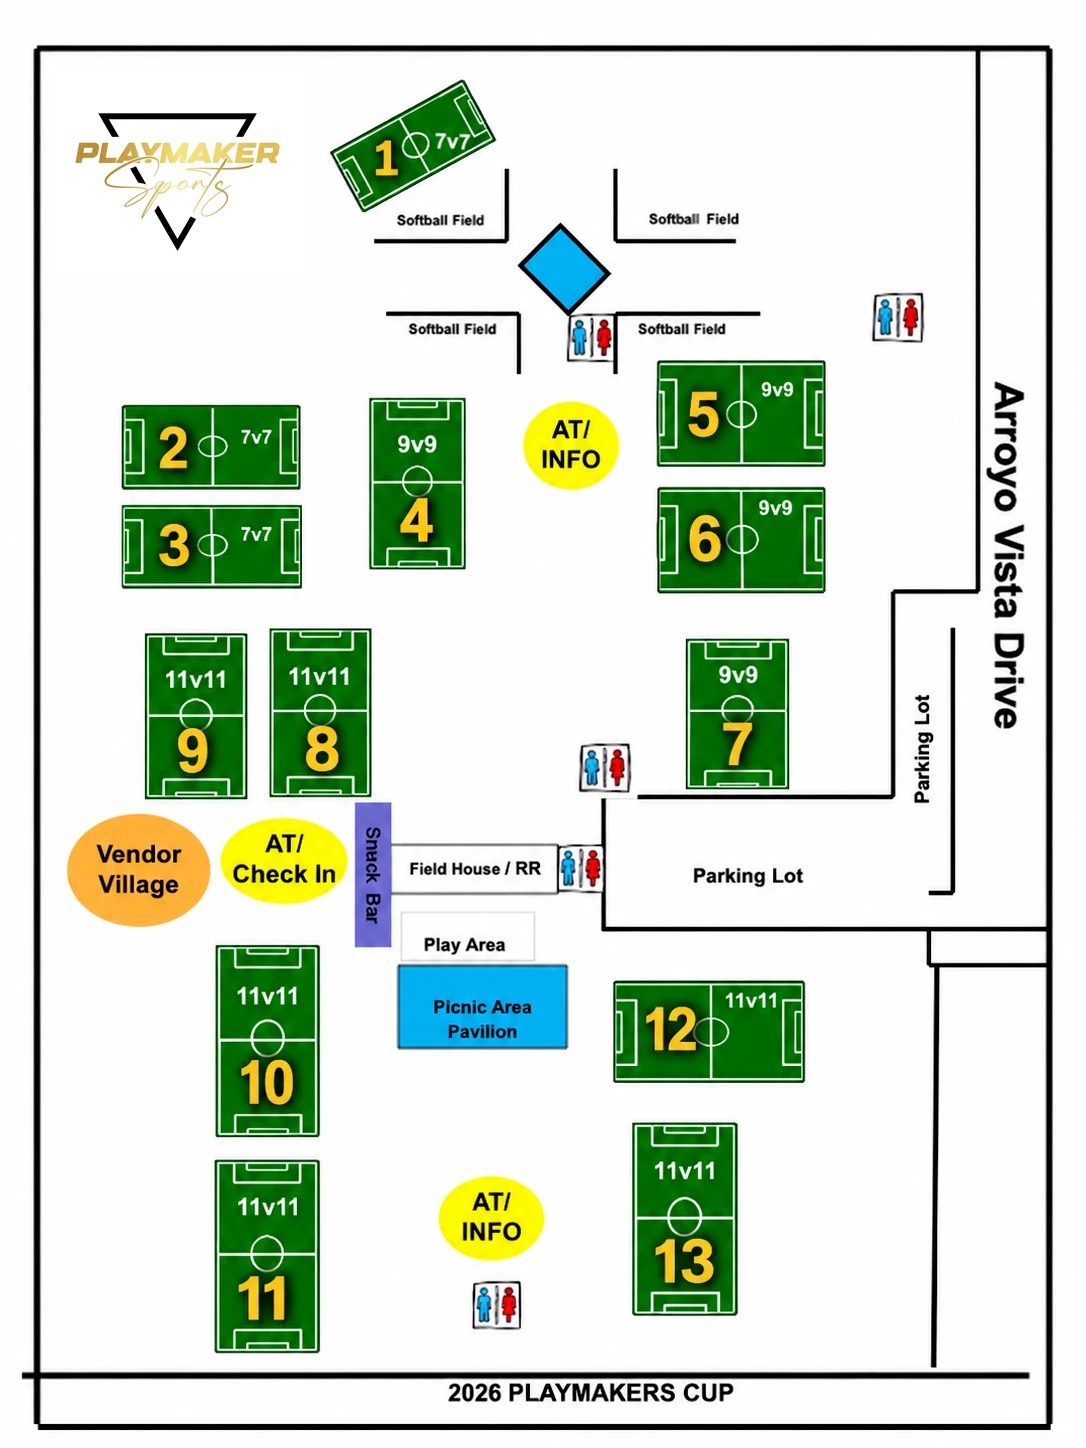 PLAYMAKER
Sports
1
7v7
Softball Field
Softball Field
Softball Field
Softball Field
2
7v7
3
7v7
9v9
4
AT/
INFO
5
9v9
6
9v9
Arroyo Vista Drive
11v11
9
11v11
8
9v9
7
Parking Lot
Vendor
Village
AT/
Check In
Snack Bar
Field House / RR
Parking Lot
Play Area
Picnic Area
Pavilion
11v11
10
12
11v11
11v11
11
AT/
INFO
11v11
13
2026 PLAYMAKERS CUP